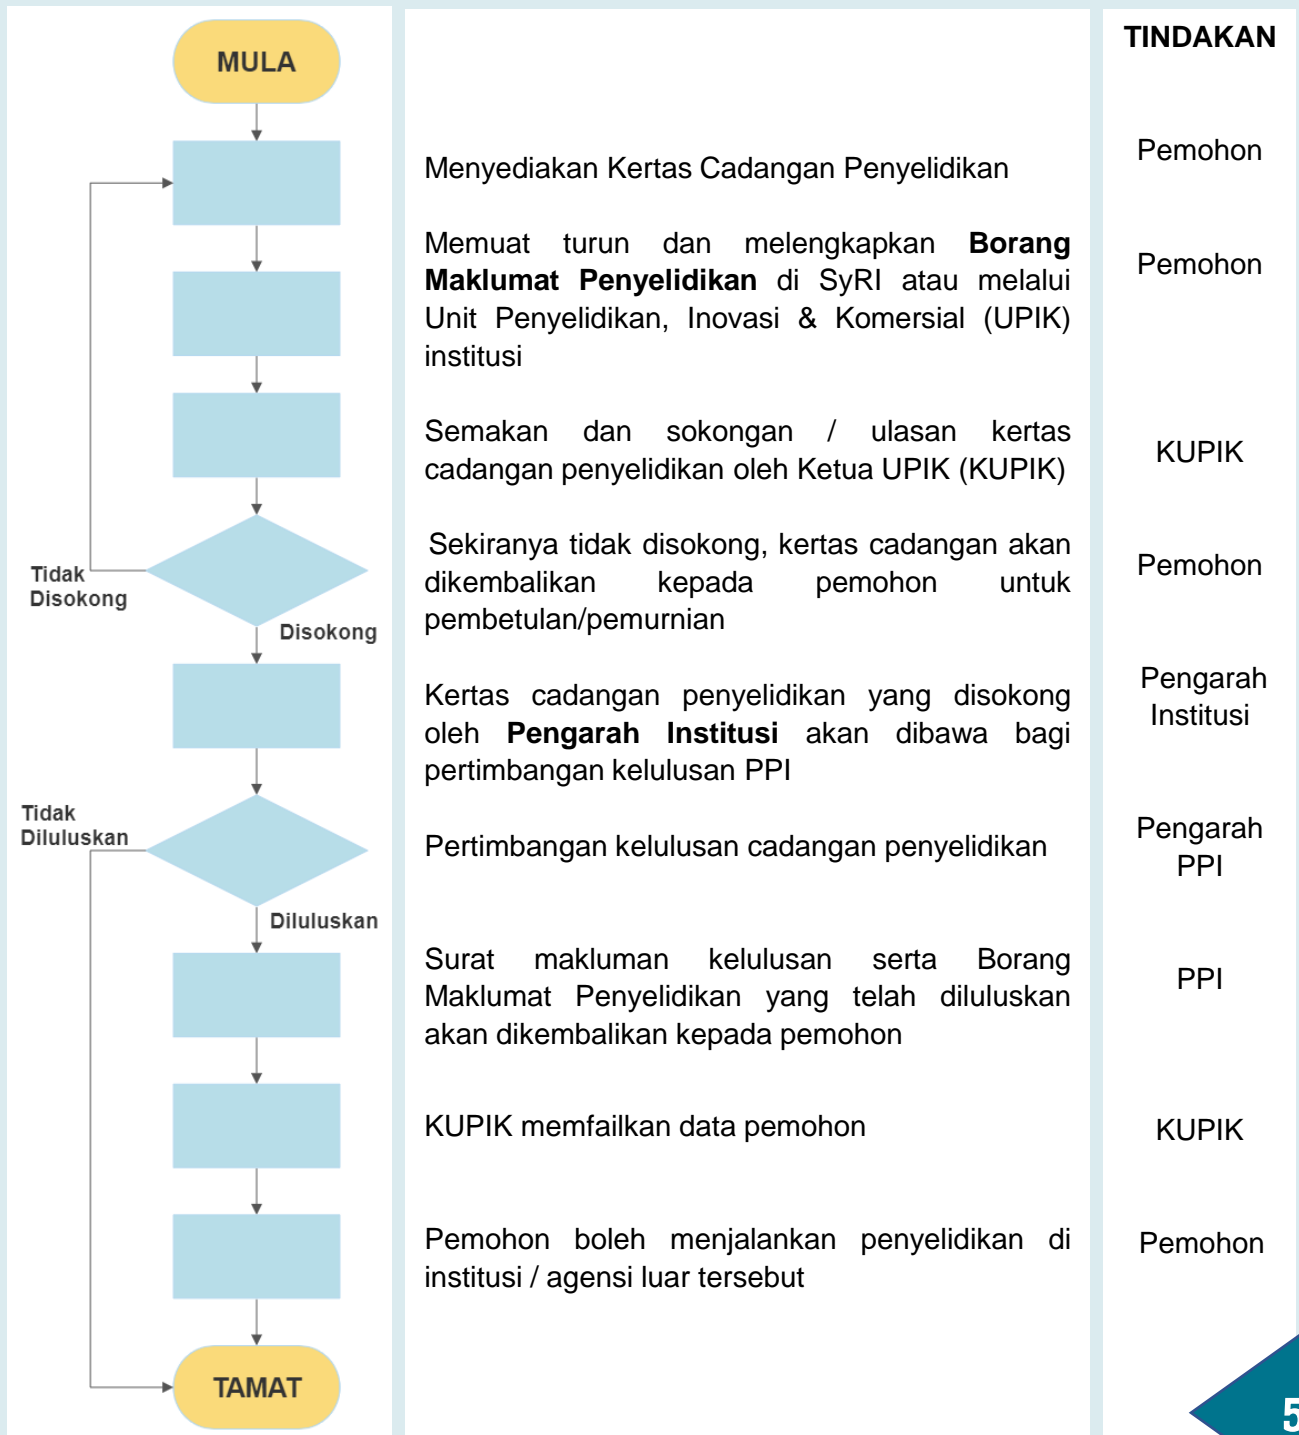 MULA
Tidak
Disokong
Disokong
Tidak
Diluluskan
Diluluskan
TAMAT
Menyediakan Kertas Cadangan Penyelidikan
Memuat turun dan melengkapkan Borang
Maklumat Penyelidikan di SyRI atau melalui
Unit Penyelidikan, Inovasi & Komersial (UPIK)
institusi
Semakan dan sokongan / ulasan kertas
cadangan penyelidikan oleh Ketua UPIK (KUPIK)
Sekiranya tidak disokong, kertas cadangan akan
dikembalikan kepada pemohon untuk
pembetulan/pemurnian
Kertas cadangan penyelidikan yang disokong
oleh Pengarah Institusi akan dibawa bagi
pertimbangan kelulusan PPI
Pertimbangan kelulusan cadangan penyelidikan
Surat makluman kelulusan serta Borang
Maklumat Penyelidikan yang telah diluluskan
akan dikembalikan kepada pemohon
KUPIK memfailkan data pemohon
Pemohon boleh menjalankan penyelidikan di
institusi / agensi luar tersebut
TINDAKAN
Pemohon
Pemohon
KUPIK
Pemohon
Pengarah
Institusi
Pengarah
PPI
PPI
KUPIK
Pemohon
5